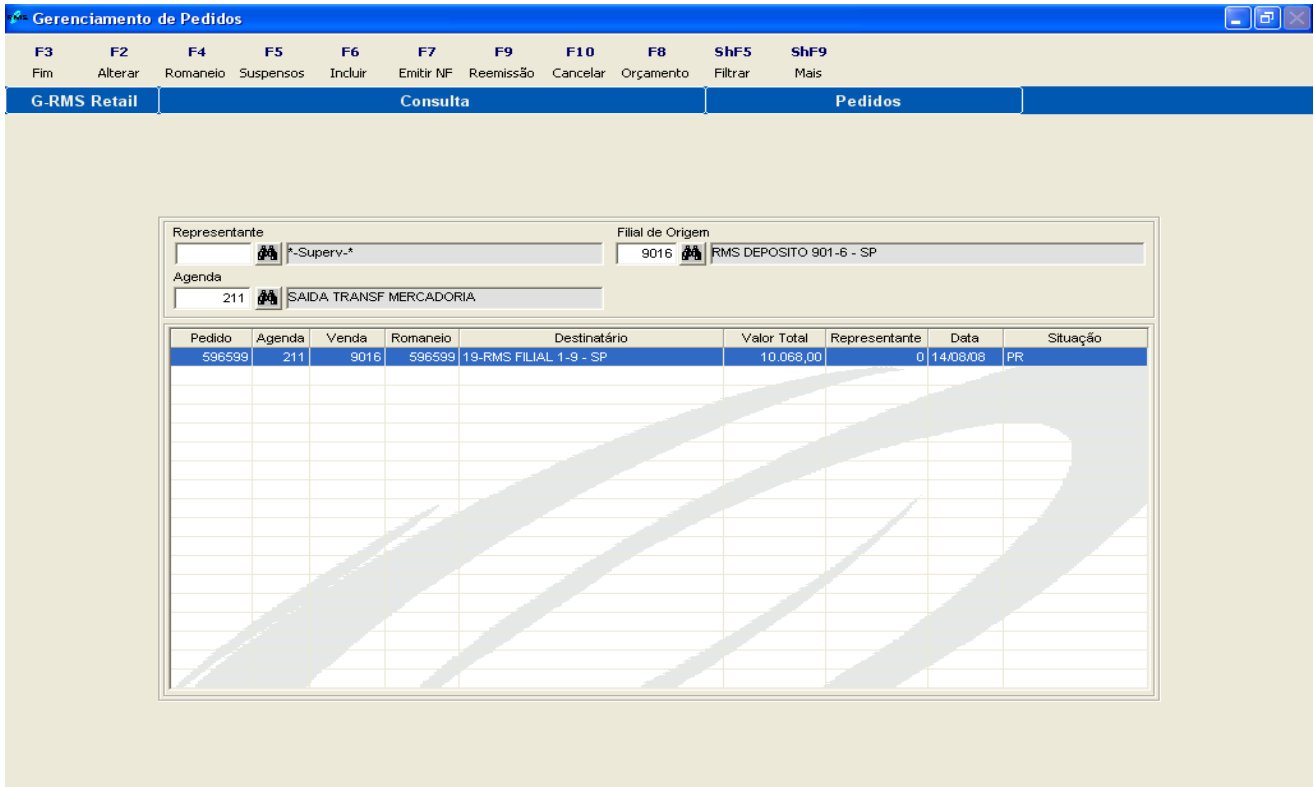 RMS Gerenciamento de Pedidos
F3 F2 F4 F5 F6 F7 F9 F10 F8 ShF5 ShF9
Fim Alterar Romaneio Suspensos Incluir Emitir NF Reemissão Cancelar Orçamento Filtrar Mais
G-RMS Retail Consulta Pedidos
Representante Filial de Origem
*-Superv-* 9016 RMS DEPOSITO 901-6 - SP
Agenda
211 SAIDA TRANSF MERCADORIA
Pedido Agenda Venda Romaneio Destinatário Valor Total Representante Data Situação
596599 211 9016 596599 19-RMS FILIAL 1-9 - SP 10.068,00 0 14/08/08 PR